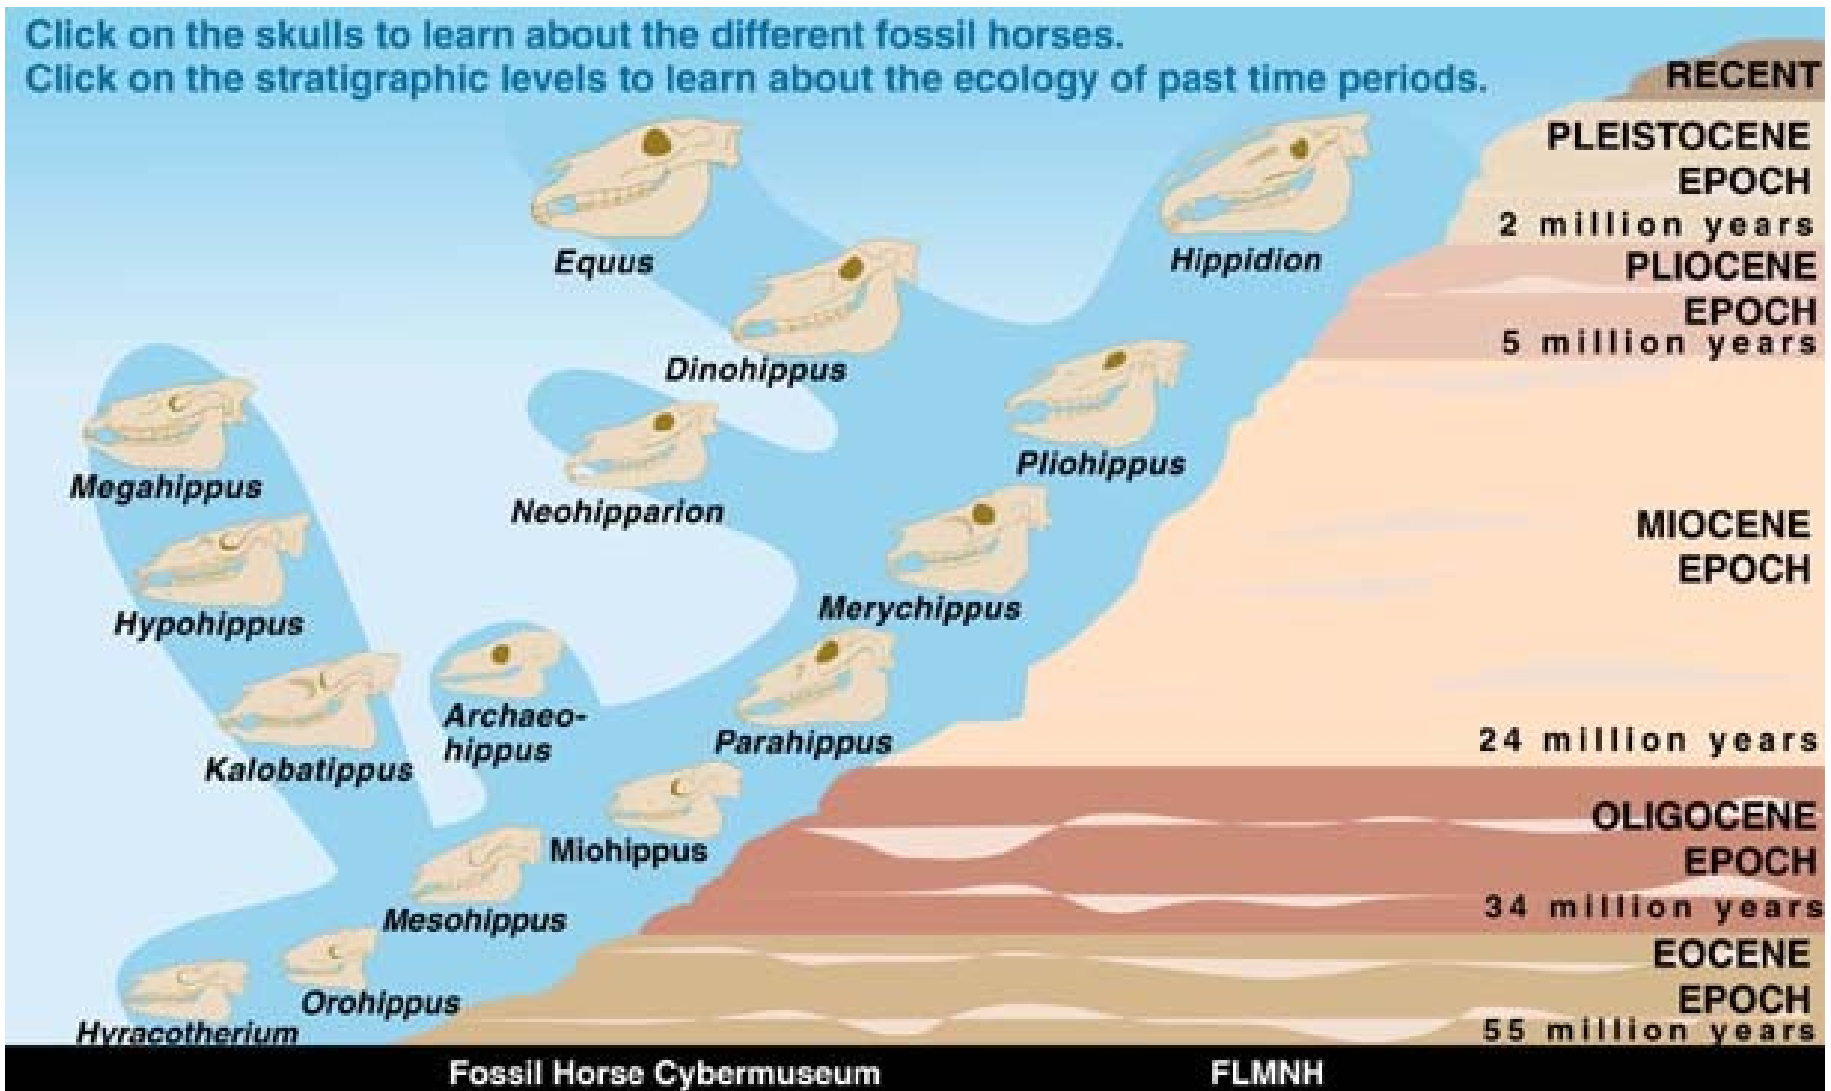 Click on the skulls to learn about the different fossil horses.
Click on the stratigraphic levels to learn about the ecology of past time periods.
RECENT
PLEISTOCENE
EPOCH
2 million years
Equus
Hippidion
PLIOCENE
EPOCH
5 million years
Dinohippus
Pliohippus
Megahippus
Neohipparion
MIOCENE
EPOCH
Merychippus
Hypohippus
Archaeo-
hippus
Parahippus
24 million years
Kalobatippus
OLIGOCENE
EPOCH
Miohippus
34 million years
Mesohippus
EOCENE
EPOCH
Orohippus
55 million years
Hyracotherium
Fossil Horse Cybermuseum
FLMNH